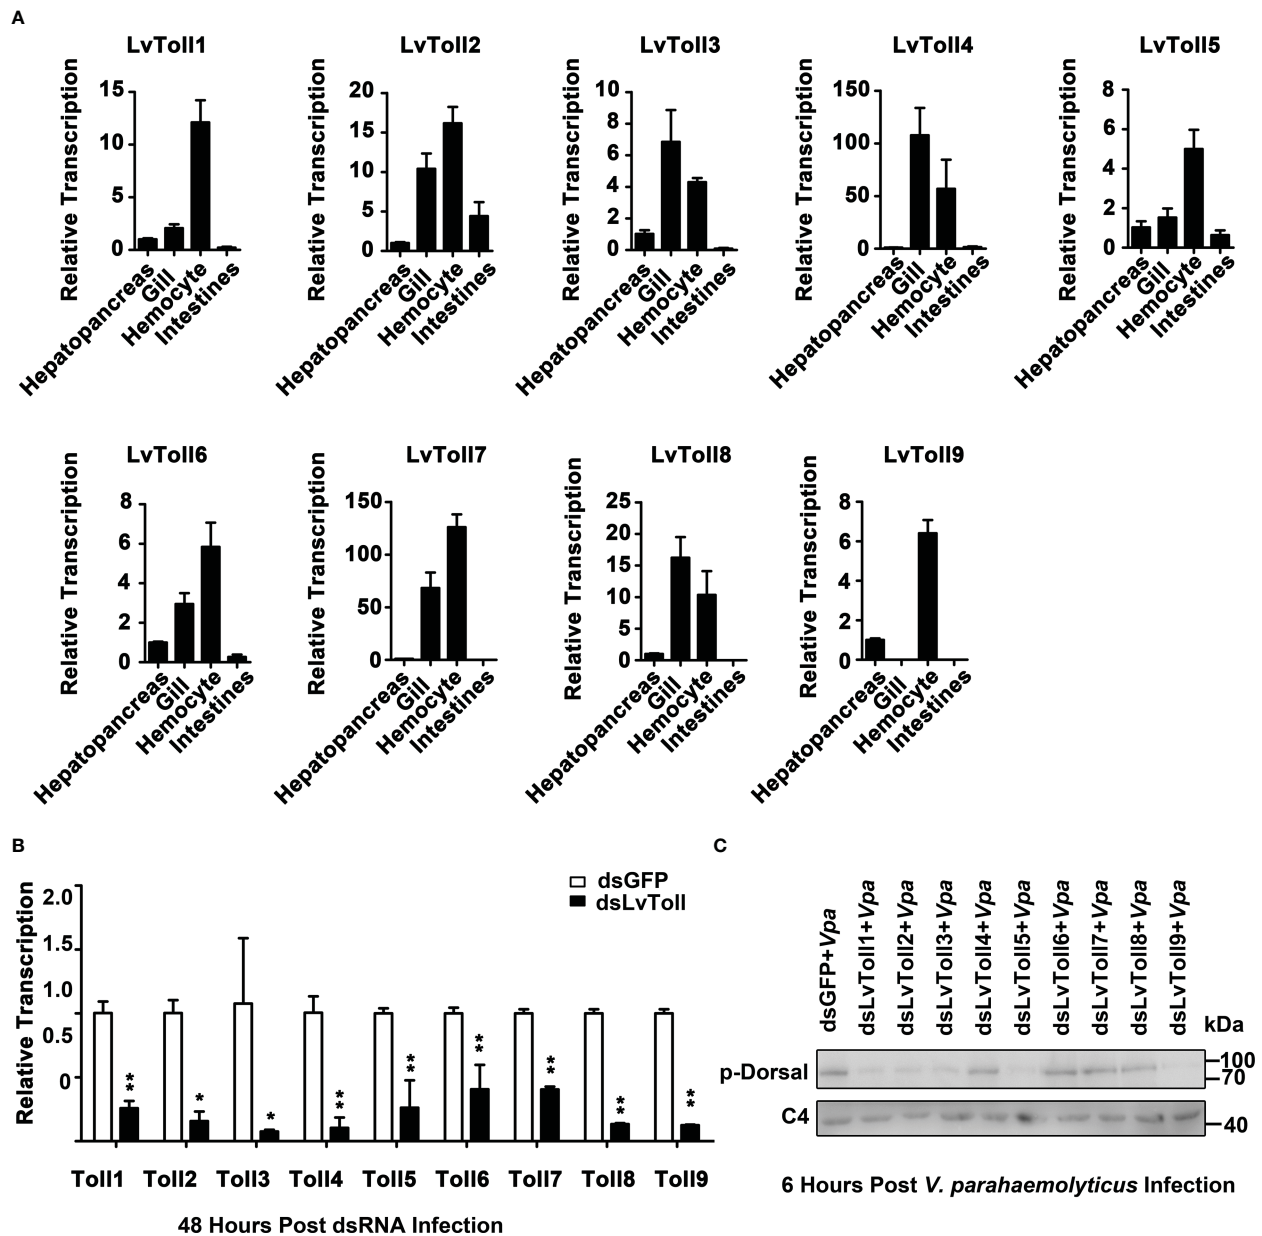 A
LvToll1
LvToll2
LvToll3
LvToll4
LvToll5
Relative Transcription
15
10
5
0
Hepatopancreas
Gill
Hemocyte
Intestines
Relative Transcription
20
15
10
5
0
Hepatopancreas
Gill
Hemocyte
Intestines
Relative Transcription
10
8
6
4
2
0
Hepatopancreas
Gill
Hemocyte
Intestines
Relative Transcription
150
100
50
0
Hepatopancreas
Gill
Hemocyte
Intestines
Relative Transcription
8
6
4
2
0
Hepatopancreas
Gill
Hemocyte
Intestines
LvToll6
LvToll7
LvToll8
LvToll9
Relative Transcription
8
6
4
2
0
Hepatopancreas
Gill
Hemocyte
Intestines
Relative Transcription
150
100
50
0
Hepatopancreas
Gill
Hemocyte
Intestines
Relative Transcription
25
20
15
10
5
0
Hepatopancreas
Gill
Hemocyte
Intestines
Relative Transcription
8
6
4
2
0
Hepatopancreas
Gill
Hemocyte
Intestines
B
dsGFP
dsLvToll
Relative Transcription
2.0
1.5
1.0
0.5
0
**
*
*
**
**
**
**
**
**
Toll1 Toll2 Toll3 Toll4 Toll5 Toll6 Toll7 Toll8 Toll9
48 Hours Post dsRNA Infection
C
dsGFP+Vpa
dsLvToll1+Vpa
dsLvToll2+Vpa
dsLvToll3+Vpa
dsLvToll4+Vpa
dsLvToll5+Vpa
dsLvToll6+Vpa
dsLvToll7+Vpa
dsLvToll8+Vpa
dsLvToll9+Vpa
kDa
p-Dorsal
100
70
C4
40
6 Hours Post V. parahaemolyticus Infection